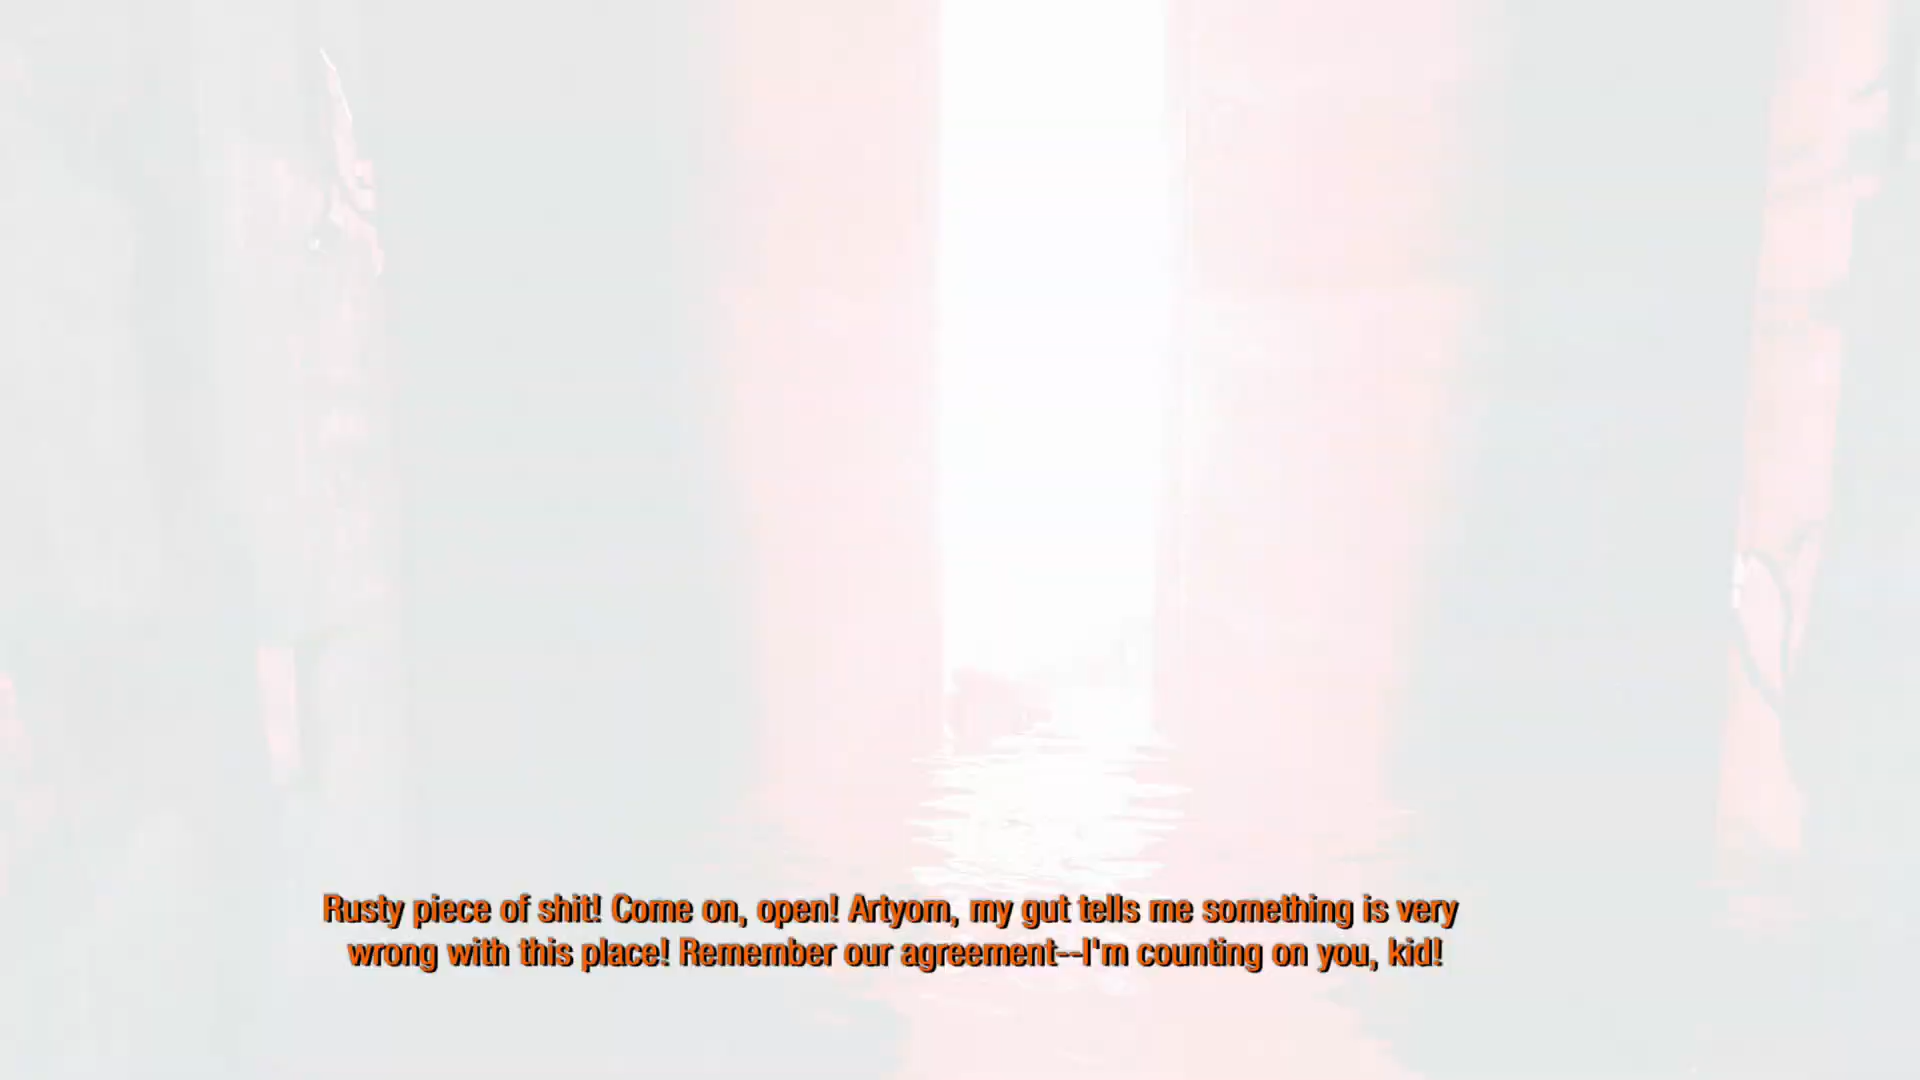 Rusty piece of shit! Come on, open! Artyom, my gut tells me something is very
wrong with this place! Remember our agreement--I'm counting on you, kid!